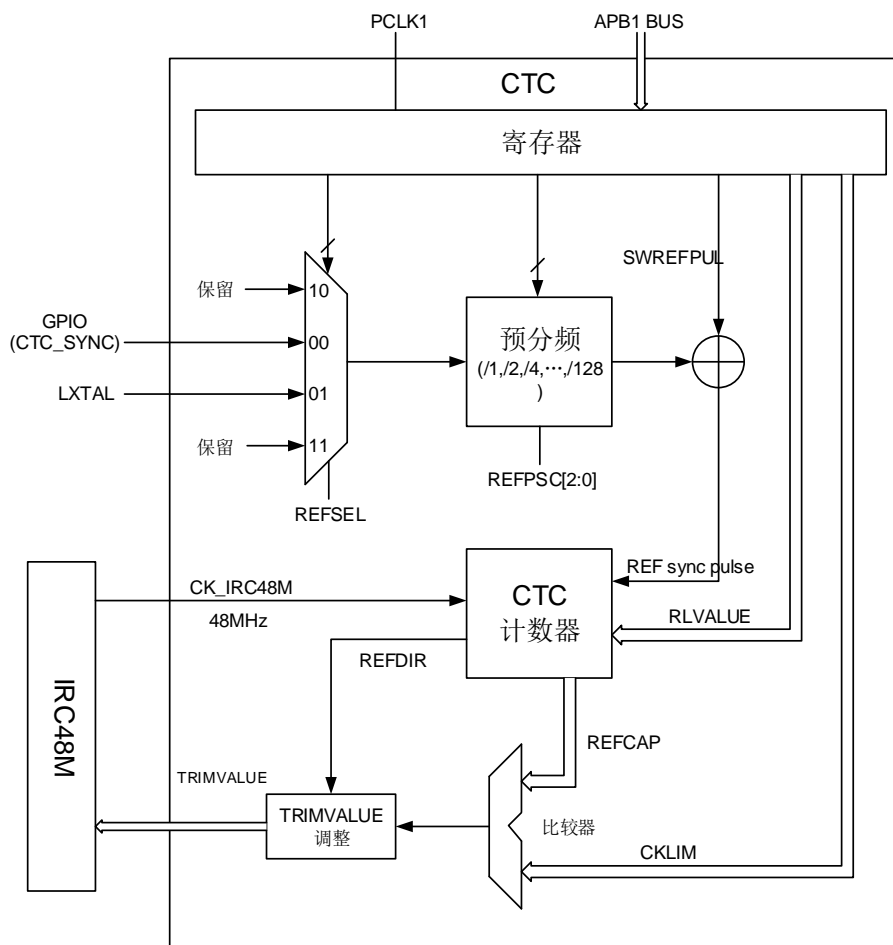 PCLK1
APB1 BUS
CTC
寄存器
SWREFPUL
保留
10
GPIO
(CTC_SYNC)
00
预分频
(/1,/2,/4,⋯,/128
)
LXTAL
01
保留
11
REFPSC[2:0]
REFSEL
REF sync pulse
CK_IRC48M
48MHz
CTC
计数器
RLVALUE
REFDIR
IRC48M
REFCAP
TRIMVALUE
TRIMVALUE
调整
比较器
CKLIM